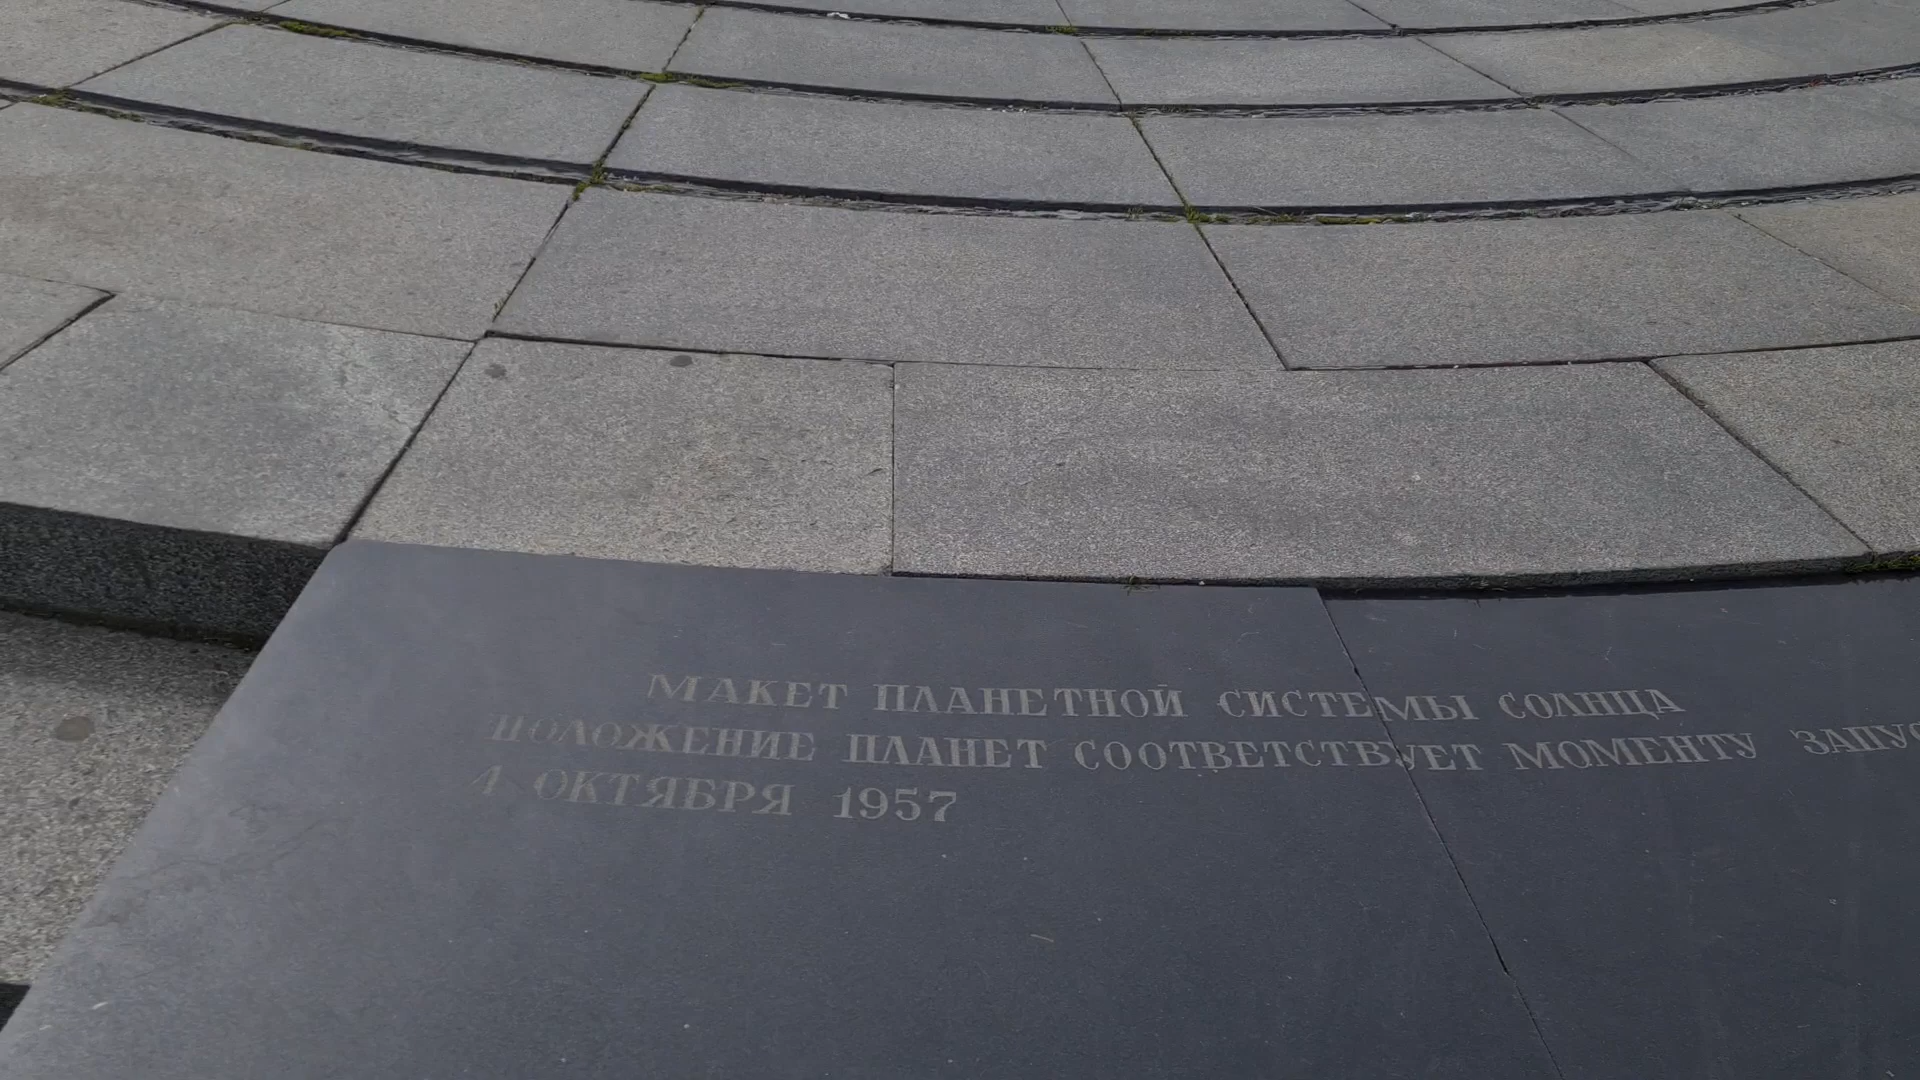 МАКЕТ ПЛАНЕТНОЙ СИСТЕМЫ СОЛНЦА
ПОЛОЖЕНИЕ ПЛАНЕТ СООТВЕТСТВУЕТ МОМЕНТУ
4 ОКТЯБРЯ 1957